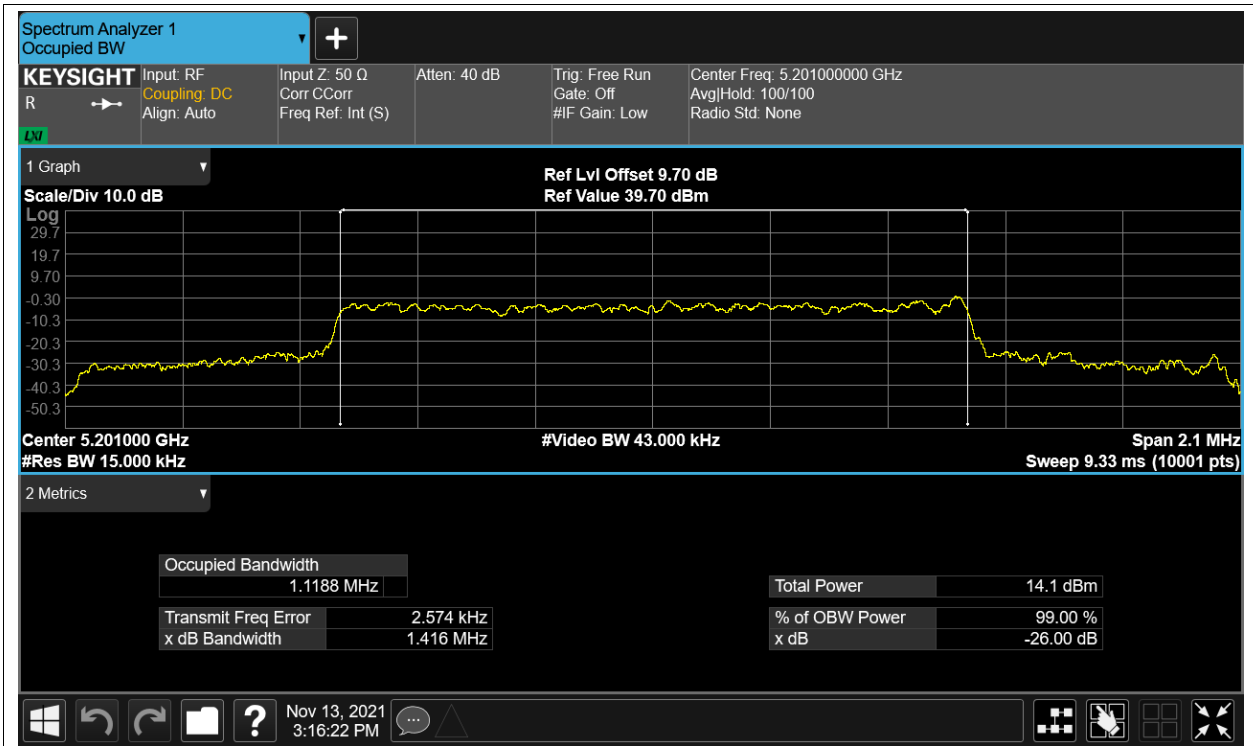 Spectrum Analyzer 1
Occupied BW
KEYSIGHT
R
LXI
Input: RF
Coupling: DC
Align: Auto
Input Z: 50 Ω
Corr CCorr
Freq Ref: Int (S)
Atten: 40 dB
Trig: Free Run
Gate: Off
#IF Gain: Low
Center Freq: 5.201000000 GHz
Avg|Hold: 100/100
Radio Std: None
1 Graph
Scale/Div 10.0 dB
Ref Lvl Offset 9.70 dB
Ref Value 39.70 dBm
Log
29.7
19.7
9.70
-0.30
-10.3
-20.3
-30.3
-40.3
-50.3
Center 5.201000 GHz
#Video BW 43.000 kHz
Span 2.1 MHz
#Res BW 15.000 kHz
Sweep 9.33 ms (10001 pts)
2 Metrics
Occupied Bandwidth
1.1188 MHz
Total Power 14.1 dBm
Transmit Freq Error 2.574 kHz
% of OBW Power 99.00 %
x dB Bandwidth 1.416 MHz
x dB -26.00 dB
?
Nov 13, 2021
3:16:22 PM